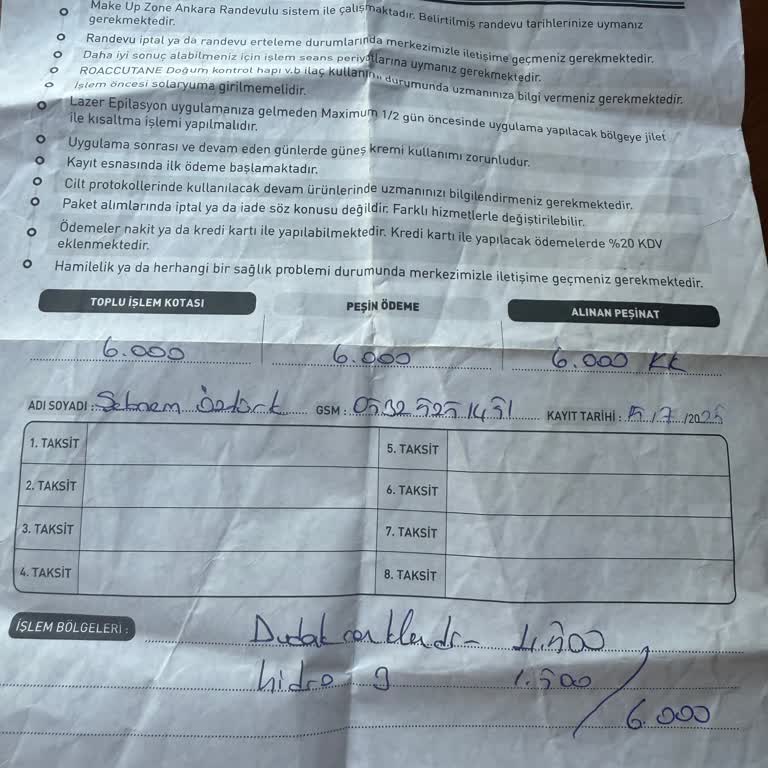 Make Up Zone Ankara Randevulu sistem ile çalışmaktadır. Belirtilmiş randevu tarihlerinize uymanız
gerekmektedir.
Randevu iptal ya da randevu erteleme durumlarında merkezimizle iletişime geçmeniz gerekmektedir.
Daha iyi sonuç alabilmeniz için işlem seans periyotlarına uymanız gerekmektedir.
ROACCUTANE Doğum kontrol hapı v.b ilaç kullanımı durumunda uzmanınıza bilgi vermeniz gerekmektedir.
İşlem öncesi solaryuma girilmemelidir.
Lazer Epilasyon uygulamanıza gelmeden Maximum 1/2 gün öncesinde uygulama yapılacak bölgeye jilet
ile kısaltma işlemi yapılmalıdır.
Uygulama sonrası ve devam eden günlerde güneş kremi kullanımı zorunludur.
Kayıt esnasında ilk ödeme başlamaktadır.
Cilt protokollerinde kullanılacak devam ürünlerinde uzmanınızı bilgilendirmeniz gerekmektedir.
Paket alımlarında iptal ya da iade söz konusu değildir. Farklı hizmetlerle değiştirilebilir.
Ödemeler nakit ya da kredi kartı ile yapılabilmektedir. Kredi kartı ile yapılacak ödemelerde %20 KDV
eklenmektedir.
Hamilelik ya da herhangi bir sağlık problemi durumunda merkezimizle iletişime geçmeniz gerekmektedir.
TOPLU İŞLEM KOTASI PEŞİN ÖDEME ALINAN PEŞİNAT
6.000 6.000 6.000 KK
ADI SOYADI : Sebnem Öztürk GSM : 0532 525 1451 KAYIT TARİHİ : 5/7/2025
1. TAKSİT 5. TAKSİT
2. TAKSİT 6. TAKSİT
3. TAKSİT 7. TAKSİT
4. TAKSİT 8. TAKSİT
İŞLEM BÖLGELERİ : Dudak renklendr- 4.500
hidro 1.500
6.000